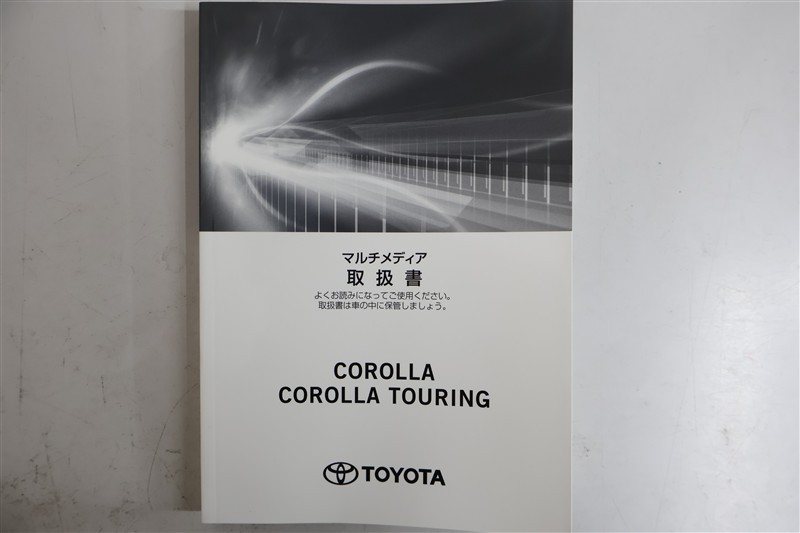 マルチメディア
取扱書
よくお読みになってご使用ください。
取扱書は車の中に保管しましょう。
COROLLA
COROLLA TOURING
TOYOTA